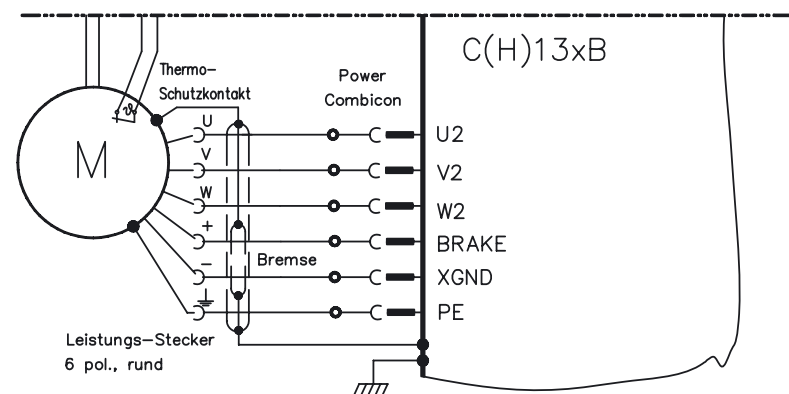 C(H)13xB
Thermo-
Schutzkontakt
Power
Combicon
ϑ
M
U
U2
V
V2
W
W2
+
BRAKE
Bremse
–
XGND
PE
Leistungs-Stecker
6 pol., rund